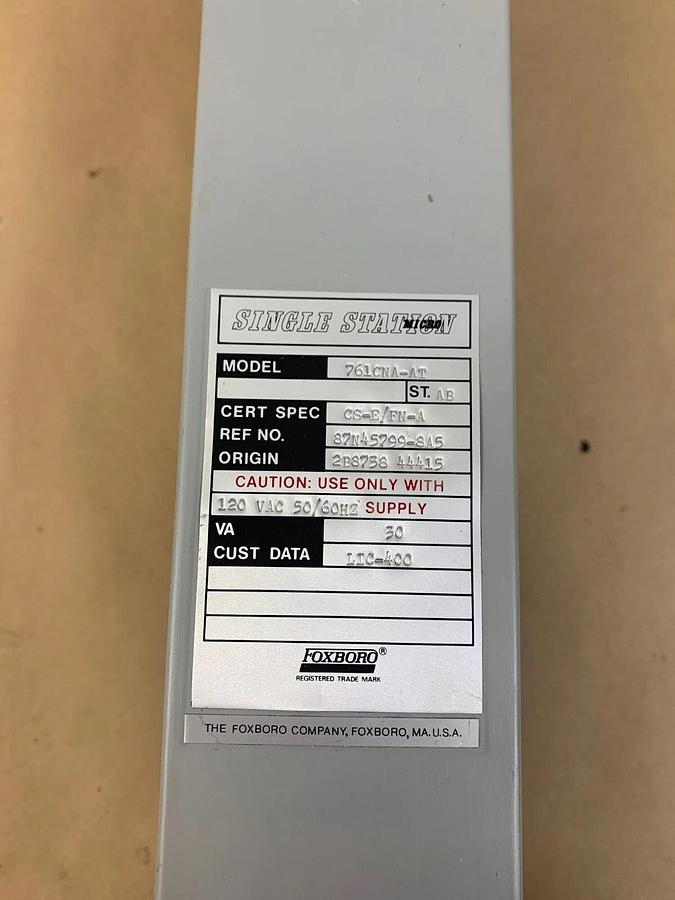 SINGLE STATION
MICRO
MODEL 761CNA-AT
ST. AB
CERT SPEC CS-E/FN-A
REF NO. 87N45799-8A5
ORIGIN 2B8738 44415
CAUTION: USE ONLY WITH
120 VAC 50/60HZ SUPPLY
VA 30
CUST DATA LIC-400
FOXBORO®
REGISTERED TRADE MARK
THE FOXBORO COMPANY, FOXBORO, MA. U.S.A.